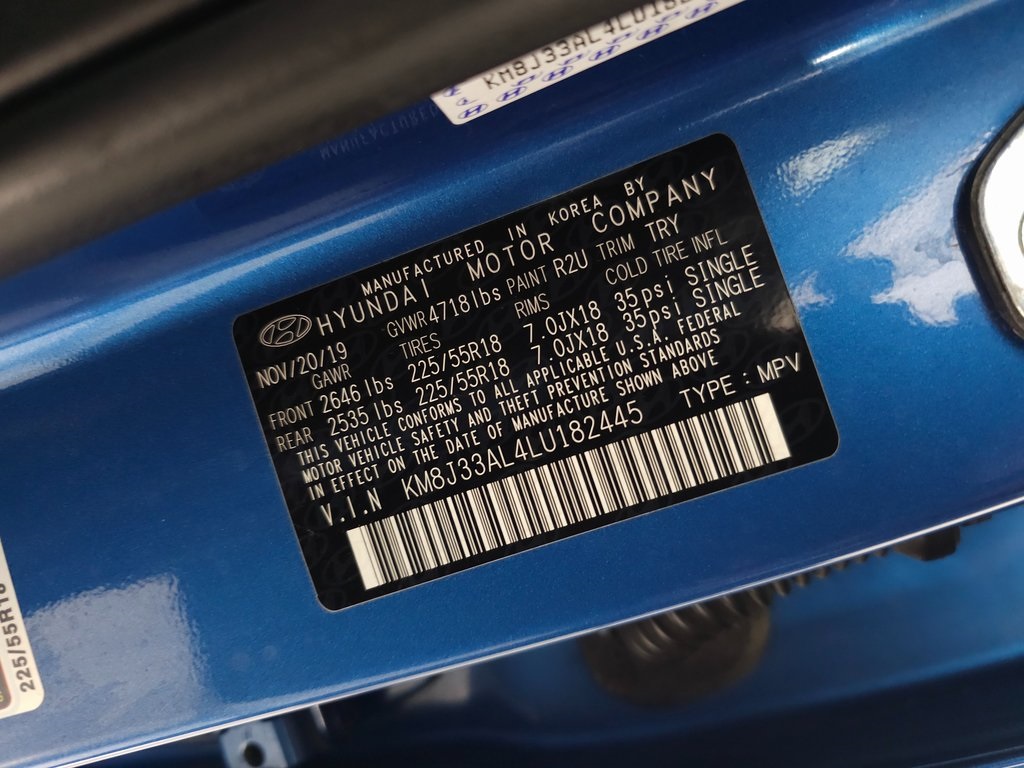 KM8J33AL4LU18
MANUFACTURED IN KOREA BY
HYUNDAI MOTOR COMPANY
NOV/20/19 GVWR 4718 lbs PAINT R2U TRIM TRY
GAWR TIRES RIMS COLD TIRE INFL
FRONT 2646 lbs 225/55R18 7.0JX18 35psi SINGLE
REAR 2535 lbs 225/55R18 7.0JX18 35psi SINGLE
THIS VEHICLE CONFORMS TO ALL APPLICABLE U.S.A. FEDERAL
MOTOR VEHICLE SAFETY AND THEFT PREVENTION STANDARDS
IN EFFECT ON THE DATE OF MANUFACTURE SHOWN ABOVE
V.I.N KM8J33AL4LU182445 TYPE : MPV
225/55R18